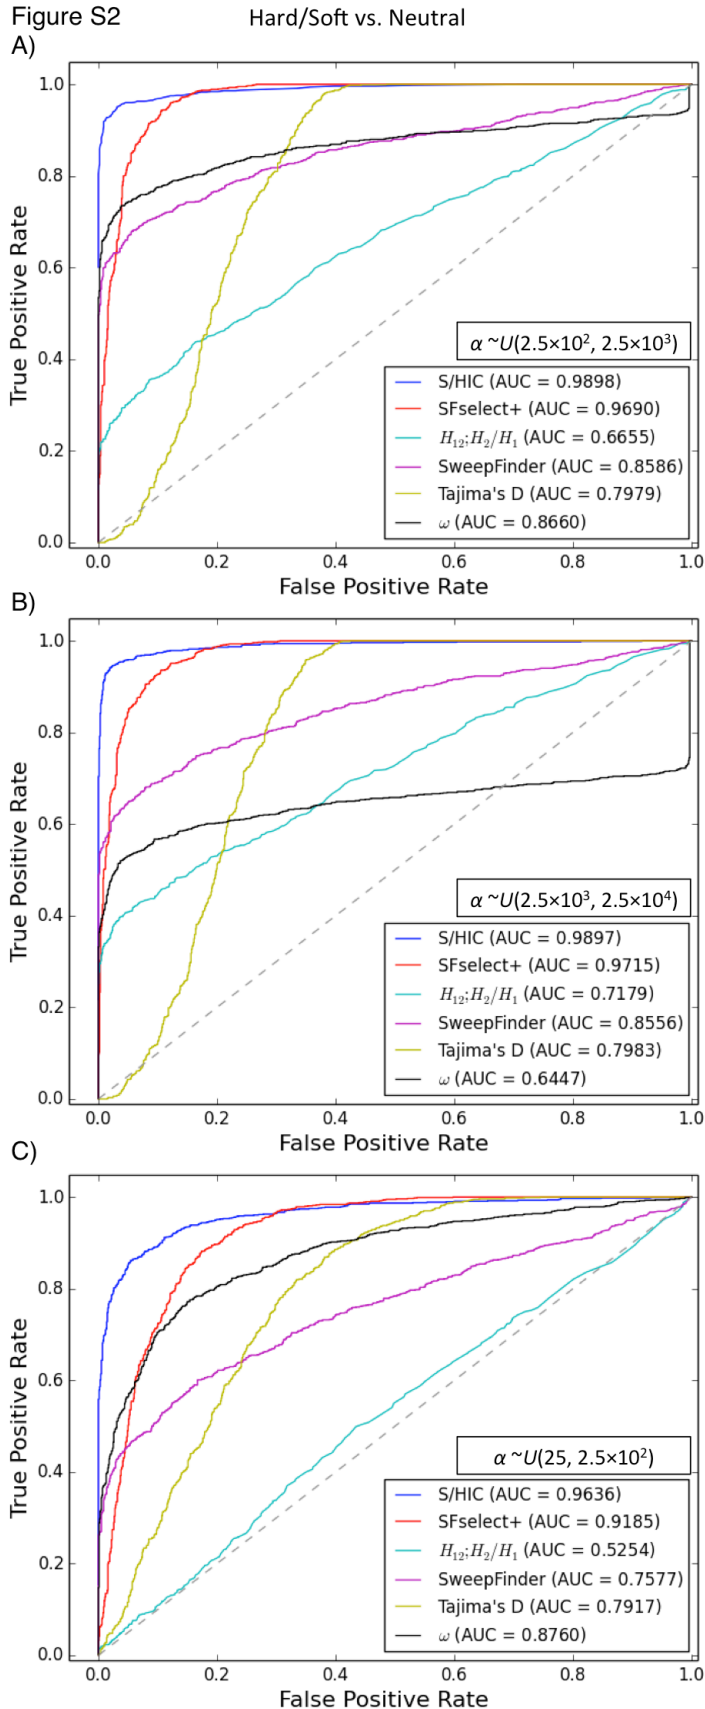 Figure S2
Hard/Soft vs. Neutral
A)
1.0
0.8
0.6
0.4
0.2
0.0
True Positive Rate
α ~U(2.5×10², 2.5×10³)
S/HIC (AUC = 0.9898)
SFselect+ (AUC = 0.9690)
H₁₂;H₂/H₁ (AUC = 0.6655)
SweepFinder (AUC = 0.8586)
Tajima's D (AUC = 0.7979)
ω (AUC = 0.8660)
0.0 0.2 0.4 0.6 0.8 1.0
False Positive Rate
B)
1.0
0.8
0.6
0.4
0.2
0.0
True Positive Rate
α ~U(2.5×10³, 2.5×10⁴)
S/HIC (AUC = 0.9897)
SFselect+ (AUC = 0.9715)
H₁₂;H₂/H₁ (AUC = 0.7179)
SweepFinder (AUC = 0.8556)
Tajima's D (AUC = 0.7983)
ω (AUC = 0.6447)
0.0 0.2 0.4 0.6 0.8 1.0
False Positive Rate
C)
1.0
0.8
0.6
0.4
0.2
0.0
True Positive Rate
α ~U(25, 2.5×10²)
S/HIC (AUC = 0.9636)
SFselect+ (AUC = 0.9185)
H₁₂;H₂/H₁ (AUC = 0.5254)
SweepFinder (AUC = 0.7577)
Tajima's D (AUC = 0.7917)
ω (AUC = 0.8760)
0.0 0.2 0.4 0.6 0.8 1.0
False Positive Rate